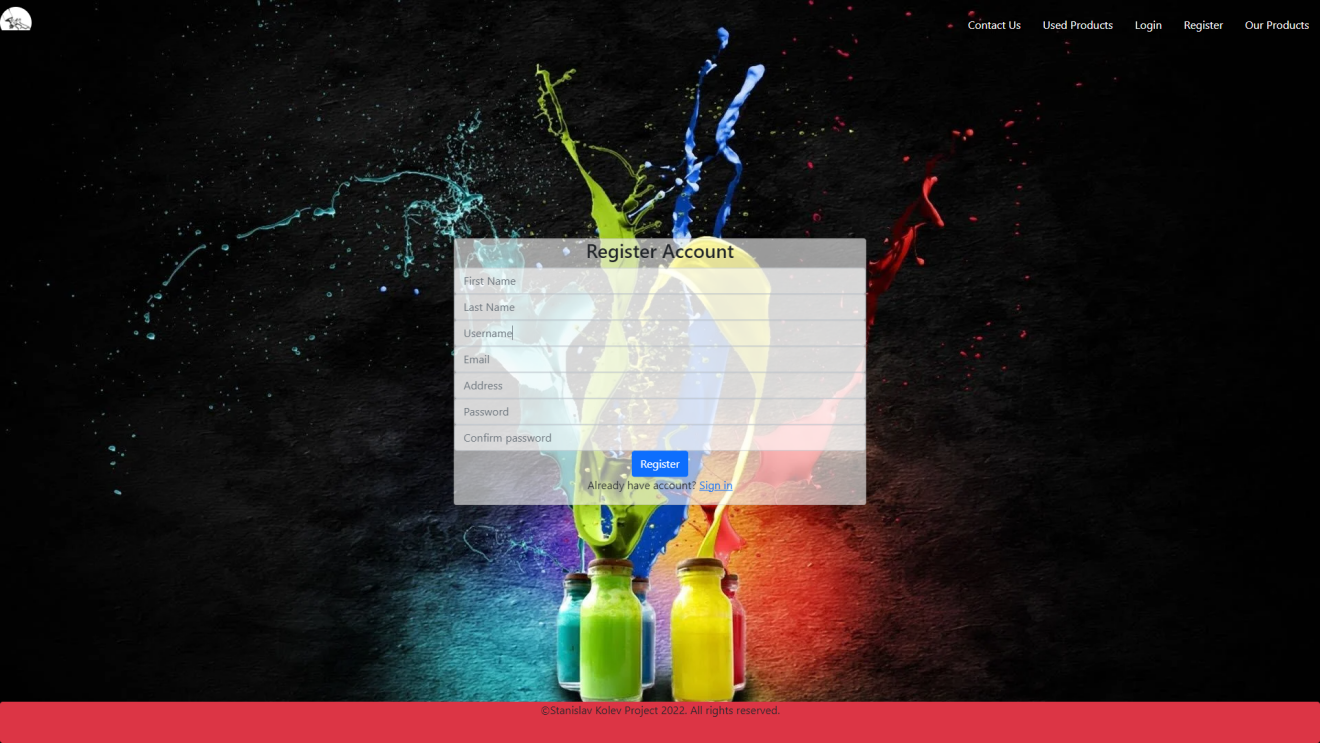 Contact Us Used Products Login Register Our Products
Register Account
First Name
Last Name
Username
Email
Address
Password
Confirm password
Register
Already have account? Sign in
©Stanislav Kolev Project 2022. All rights reserved.